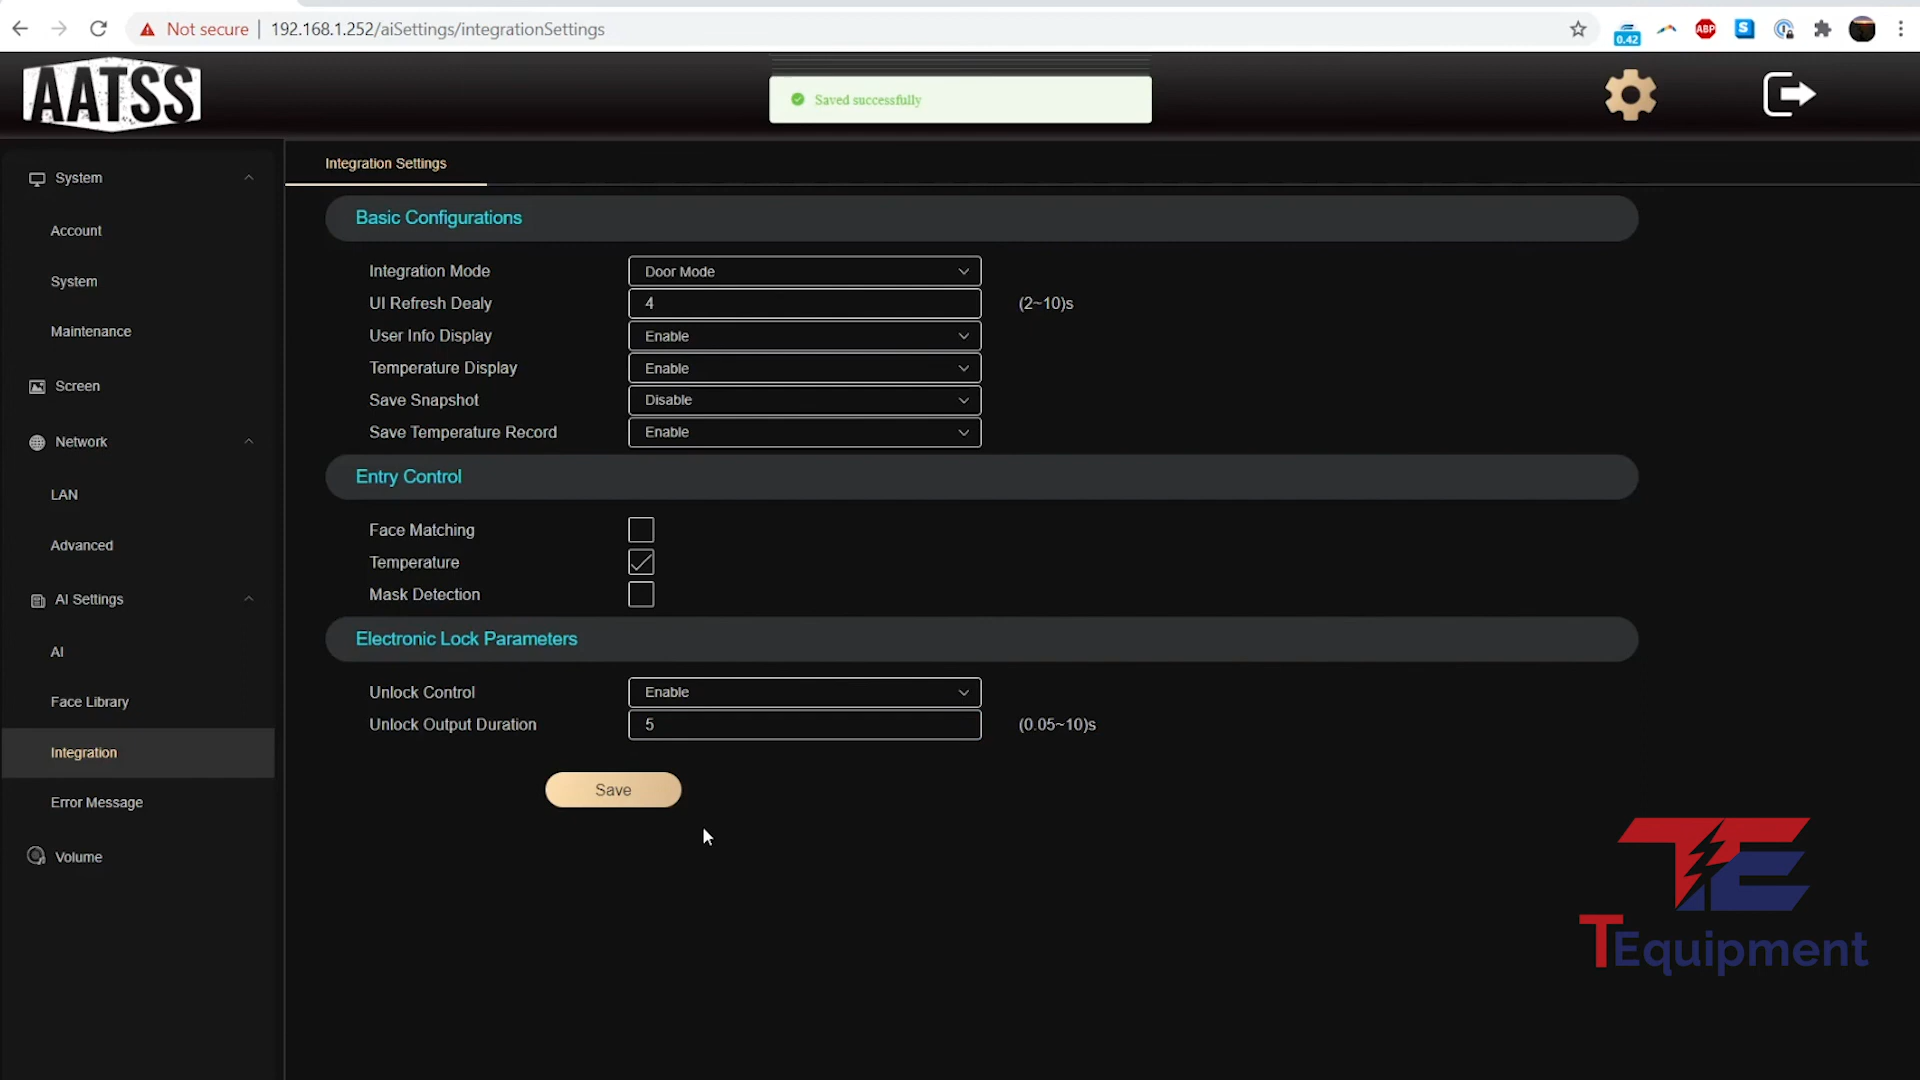 Not secure | 192.168.1.252/aiSettings/integrationSettings
0.42
ABP
S
AATSS
Saved successfully
System
Account
System
Maintenance
Screen
Network
LAN
Advanced
AI Settings
AI
Face Library
Integration
Error Message
Volume
Integration Settings
Basic Configurations
Integration Mode Door Mode
UI Refresh Dealy 4 (2~10)s
User Info Display Enable
Temperature Display Enable
Save Snapshot Disable
Save Temperature Record Enable
Entry Control
Face Matching
Temperature
Mask Detection
Electronic Lock Parameters
Unlock Control Enable
Unlock Output Duration 5 (0.05~10)s
Save
TE
TEquipment